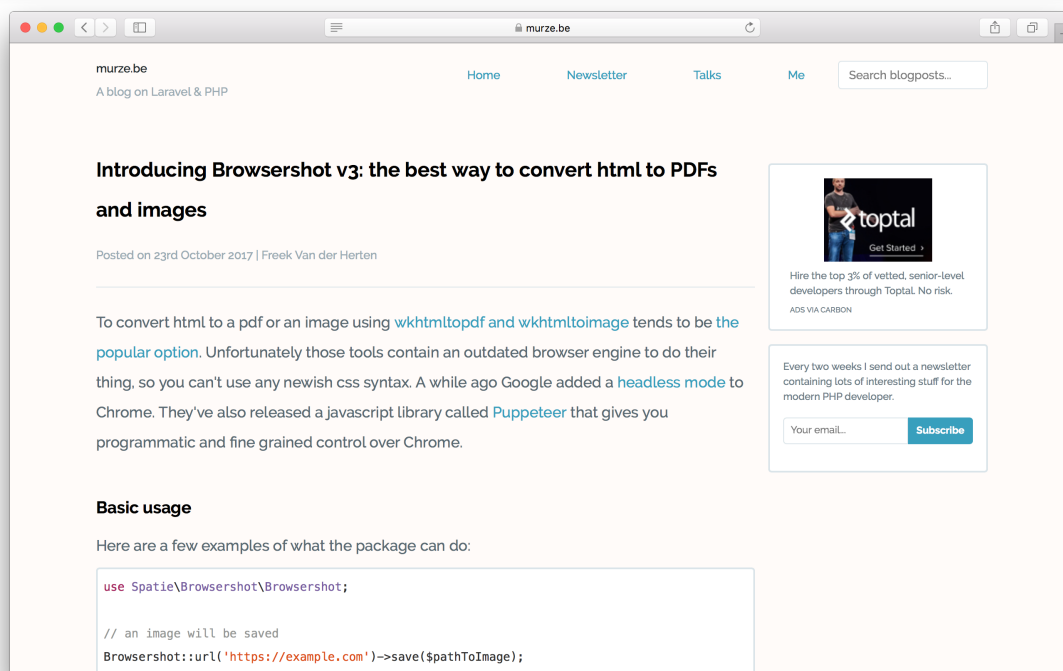 murze.be
murze.be
A blog on Laravel & PHP
Home
Newsletter
Talks
Me
Search blogposts...
Introducing Browsershot v3: the best way to convert html to PDFs
and images
Posted on 23rd October 2017 | Freek Van der Herten
To convert html to a pdf or an image using wkhtmltopdf and wkhtmltoimage tends to be the
popular option. Unfortunately those tools contain an outdated browser engine to do their
thing, so you can't use any newish css syntax. A while ago Google added a headless mode to
Chrome. They've also released a javascript library called Puppeteer that gives you
programmatic and fine grained control over Chrome.
Basic usage
Here are a few examples of what the package can do:
use Spatie\Browsershot\Browsershot;
// an image will be saved
Browsershot::url('https://example.com')->save($pathToImage);
toptal
Get Started ›
Hire the top 3% of vetted, senior-level
developers through Toptal. No risk.
ADS VIA CARBON
Every two weeks I send out a newsletter
containing lots of interesting stuff for the
modern PHP developer.
Your email...
Subscribe